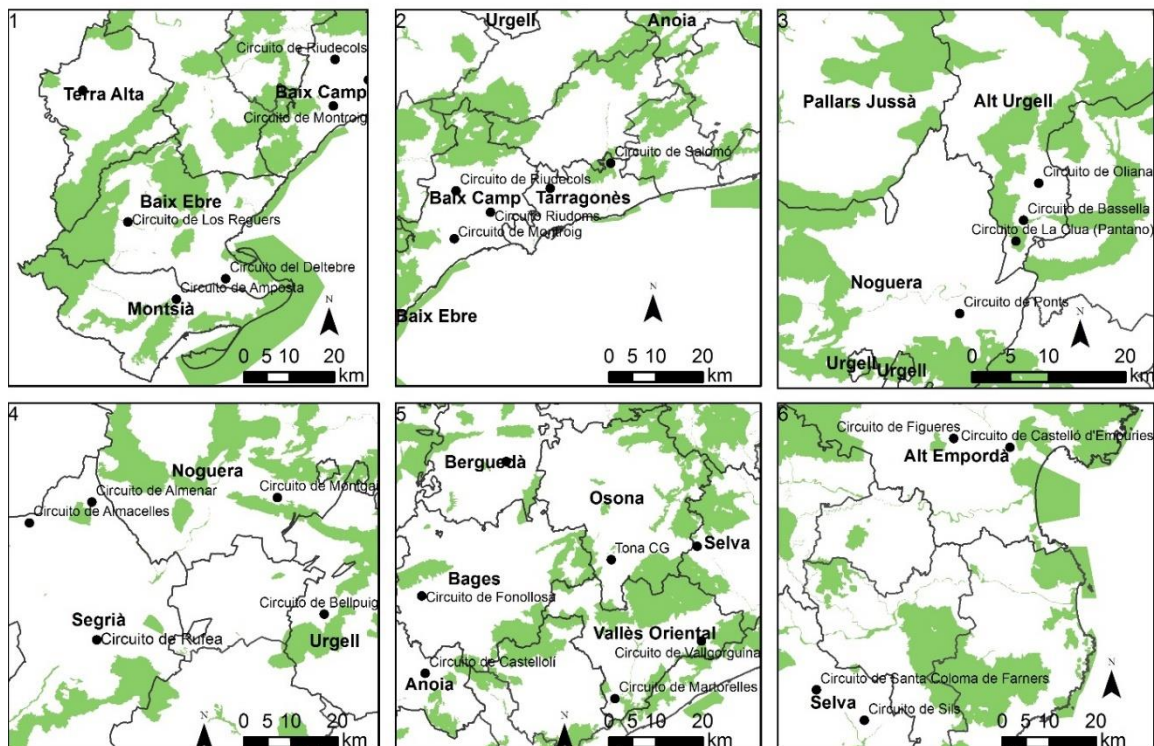 1
Circuito de Riudecols
Terra Alta
Baix Camp
Circuito de Montroig
Baix Ebre
Circuito de Los Reguers
Circuito del Deltebre
Circuito de Amposta
Montsià
N
0 5 10 20
km
2
Urgell
Anoia
Circuito de Salomó
Circuito de Riudecols
Baix Camp
Tarragonès
Circuito Riudoms
Circuito de Montroig
Baix Ebre
N
0 5 10 20
km
3
Pallars Jussà
Alt Urgell
Circuito de Oliana
Circuito de Bassella
Circuito de La Clua (Pantano)
Noguera
Circuito de Ponts
N
Urgell
Urgell
0 5 10 20
km
4
Noguera
Circuito de Almenar
Circuito de Montgai
Circuito de Almacelles
Circuito de Bellpuig
Segrià
Circuito de Rufea
Urgell
N
0 5 10 20
km
5
Berguedà
Osona
Selva
Tona CG
Bages
Circuito de Fonollosa
Vallès Oriental
Circuito de Vallgorguina
Circuito de Castellolí
Anoia
Circuito de Martorelles
N
0 5 10 20
km
6
Circuito de Figueres
Circuito de Castelló d'Empuries
Alt Empordà
Circuito de Santa Coloma de Farners
Selva
Circuito de Sils
N
0 5 10 20
km